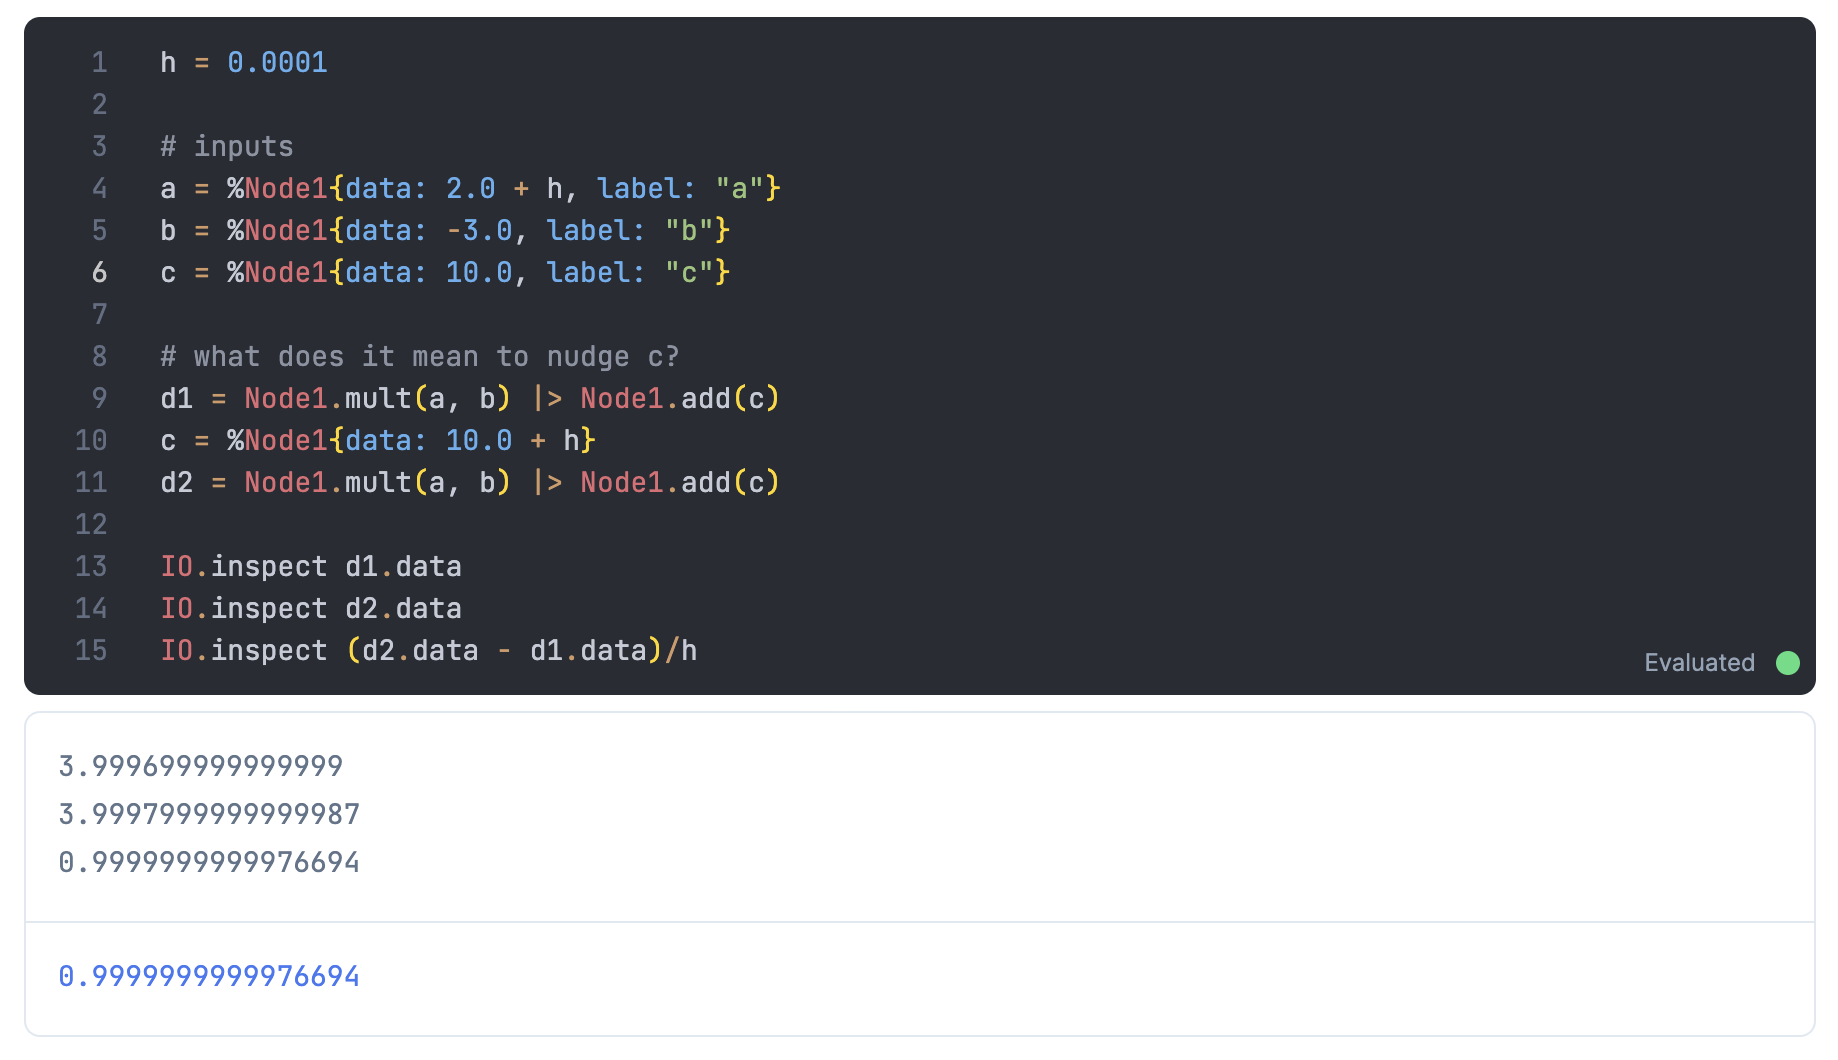 1 h = 0.0001
2
3 # inputs
4 a = %Node1{data: 2.0 + h, label: "a"}
5 b = %Node1{data: -3.0, label: "b"}
6 c = %Node1{data: 10.0, label: "c"}
7
8 # what does it mean to nudge c?
9 d1 = Node1.mult(a, b) |> Node1.add(c)
10 c = %Node1{data: 10.0 + h}
11 d2 = Node1.mult(a, b) |> Node1.add(c)
12
13 IO.inspect d1.data
14 IO.inspect d2.data
15 IO.inspect (d2.data - d1.data)/h
Evaluated
3.999699999999999
3.9997999999999987
0.9999999999976694
0.9999999999976694